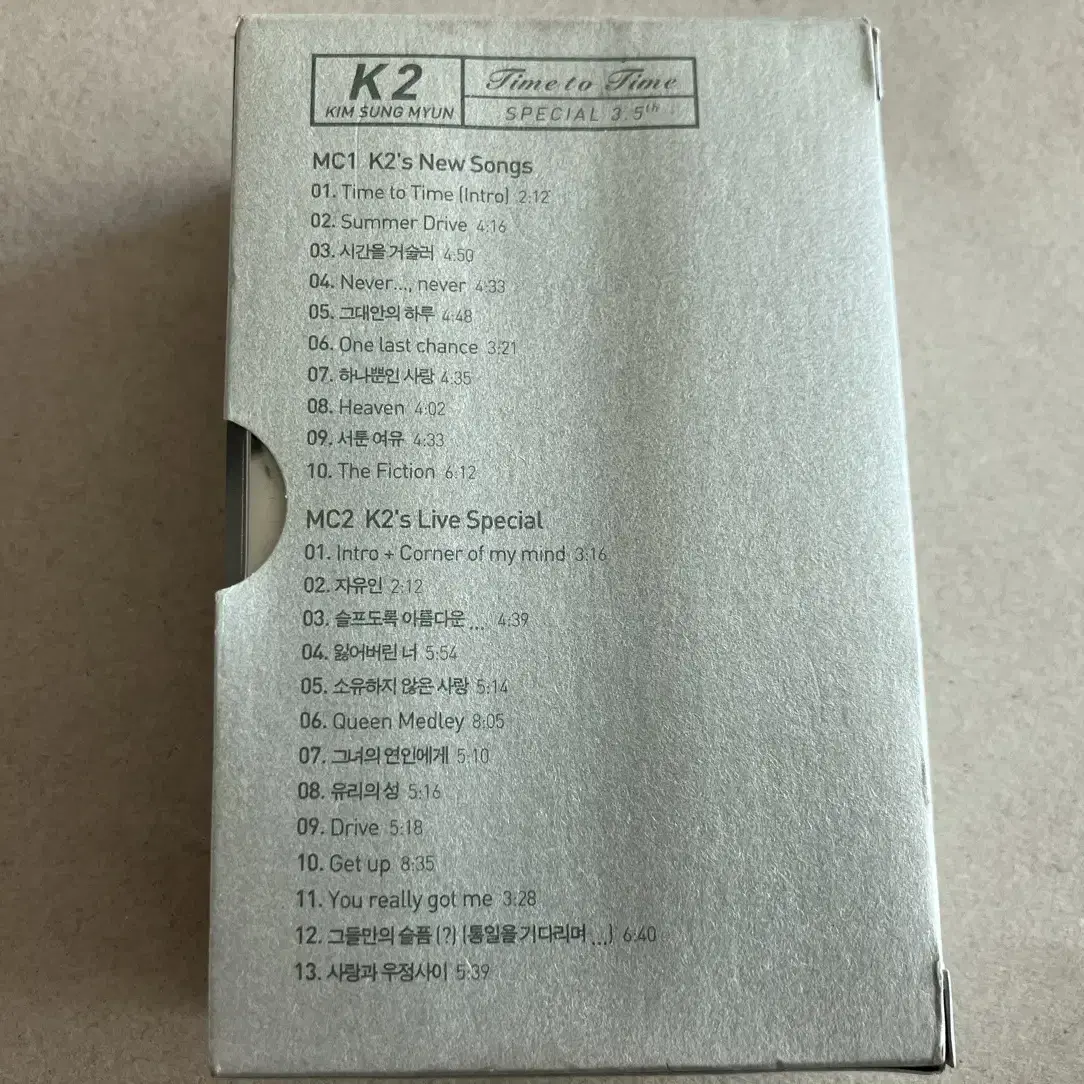 K2
KIM SUNG MYUN
Time to Time
SPECIAL 3.5th
MC1 K2's New Songs
01. Time to Time (Intro) 2:12
02. Summer Drive 4:16
03. 시간을 거슬러 4:50
04. Never..., never 4:33
05. 그대안의 하루 4:48
06. One last chance 3:21
07. 하나뿐인 사랑 4:35
08. Heaven 4:02
09. 서툰 여유 4:33
10. The Fiction 6:12
MC2 K2's Live Special
01. Intro + Corner of my mind 3:16
02. 자유인 2:12
03. 슬프도록 아름다운 ... 4:39
04. 잃어버린 너 5:54
05. 소유하지 않은 사랑 5:14
06. Queen Medley 8:05
07. 그녀의 연인에게 5:10
08. 유리의 성 5:16
09. Drive 5:18
10. Get up 8:35
11. You really got me 3:28
12. 그들만의 슬픔 (?) (통일을 기다리며 ...) 6:40
13. 사랑과 우정사이 5:39